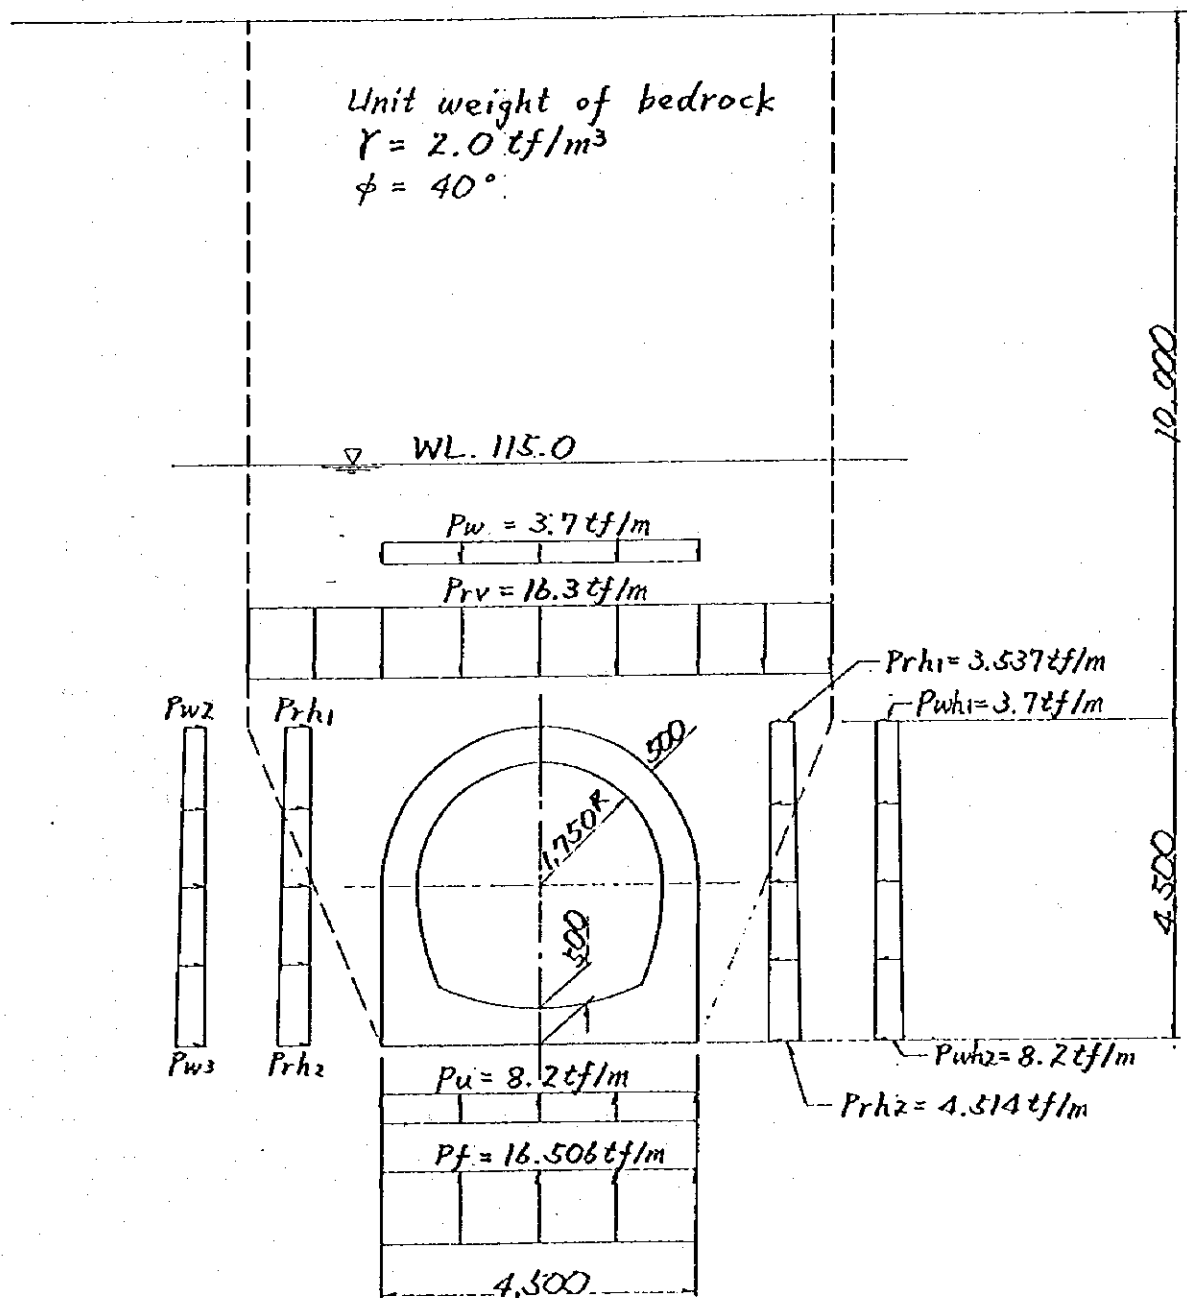 Unit weight of bedrock
γ = 2.0 tf/m³
φ = 40°
10,000
WL. 115.0
Pw = 3.7 tf/m
Prv = 16.3 tf/m
Prh1 = 3.537 tf/m
Pwh1 = 3.7 tf/m
Pw2
Prh1
500
1,750R
4,500
500
Pw3
Prh2
Pwh2 = 8.2 tf/m
Pu = 8.2 tf/m
Prh2 = 4.514 tf/m
Pf = 16.506 tf/m
4,500